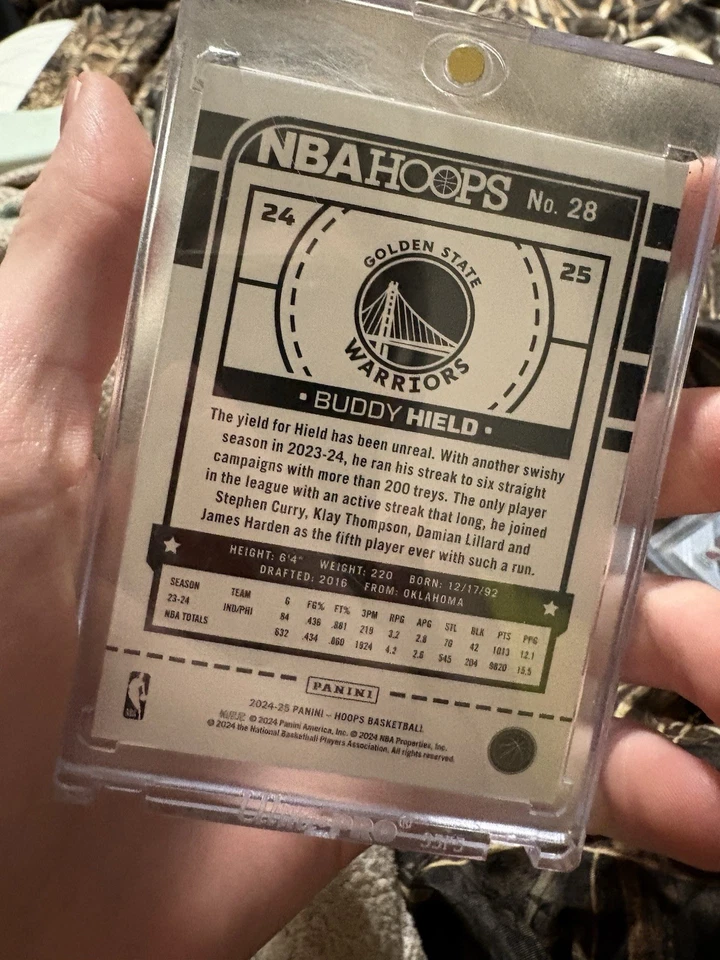 NBA HOOPS No. 28
24
25
GOLDEN STATE
WARRIORS
• BUDDY HIELD •
The yield for Hield has been unreal. With another swishy
season in 2023-24, he ran his streak to six straight
campaigns with more than 200 treys. The only player
in the league with an active streak that long, he joined
Stephen Curry, Klay Thompson, Damian Lillard and
James Harden as the fifth player ever with such a run.
HEIGHT: 6'4" WEIGHT: 220 BORN: 12/17/92
DRAFTED: 2016 FROM: OKLAHOMA
SEASON TEAM G FG% FT% 3PM RPG APG STL BLK PTS PPG
23-24 IND/PHI 84 .436 .881 219 3.2 2.8 70 42 1013 12.1
NBA TOTALS 632 .434 .860 1924 4.3 2.6 545 204 9820 15.5
PANINI
2024-25 PANINI – HOOPS BASKETBALL
© 2024 Panini America, Inc. © 2024 NBA Properties, Inc.
© 2024 the National Basketball Players Association. All rights reserved.
Ultra•PRO®